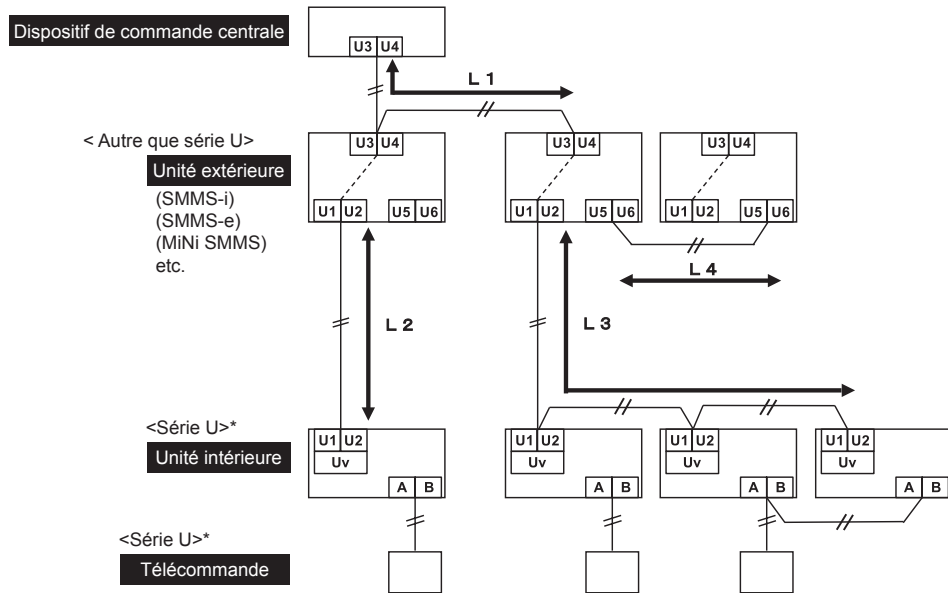 Dispositif de commande centrale
U3 U4
L 1
< Autre que série U>
Unité extérieure
(SMMS-i)
(SMMS-e)
(MiNi SMMS)
etc.
U3 U4
U3 U4
U3 U4
U1 U2
U5 U6
U1 U2
U5 U6
U1 U2
U5 U6
L 4
L 2
L 3
<Série U>*
Unité intérieure
U1 U2
U1 U2
U1 U2
U1 U2
Uv
Uv
Uv
Uv
A B
A B
A B
A B
<Série U>*
Télécommande